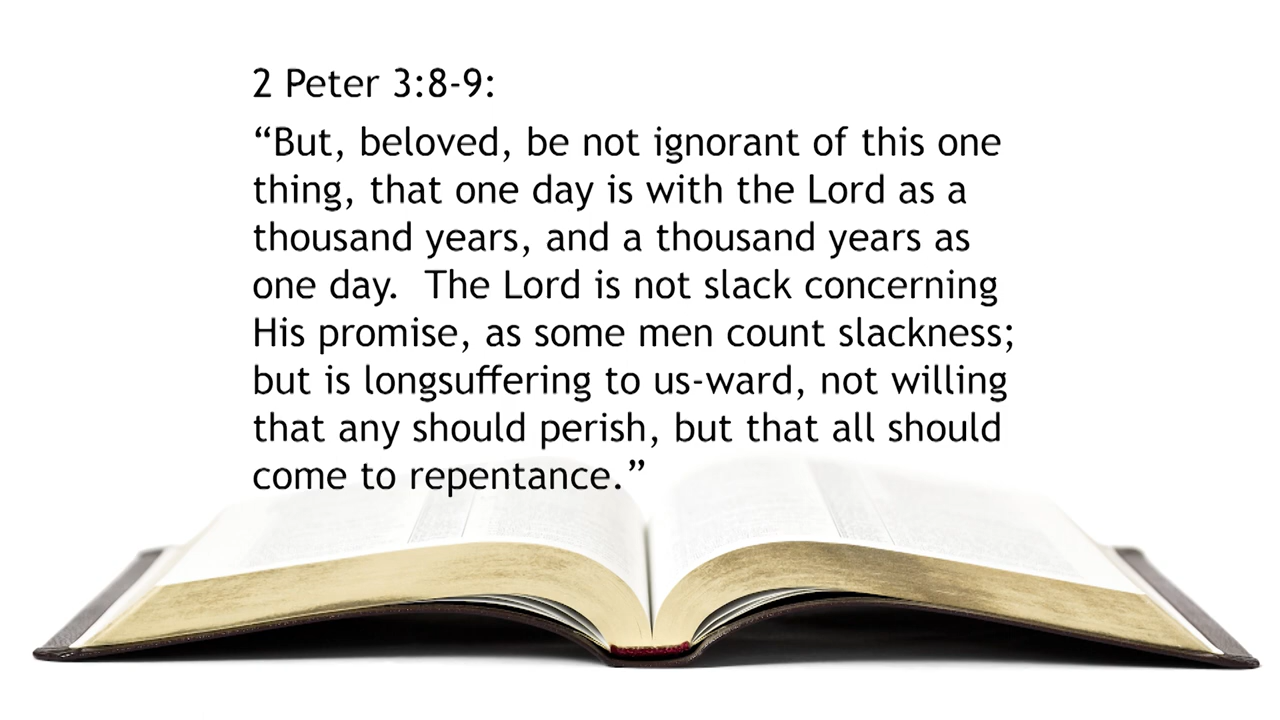 2 Peter 3:8-9:
“But, beloved, be not ignorant of this one
thing, that one day is with the Lord as a
thousand years, and a thousand years as
one day.  The Lord is not slack concerning
His promise, as some men count slackness;
but is longsuffering to us-ward, not willing
that any should perish, but that all should
come to repentance.”